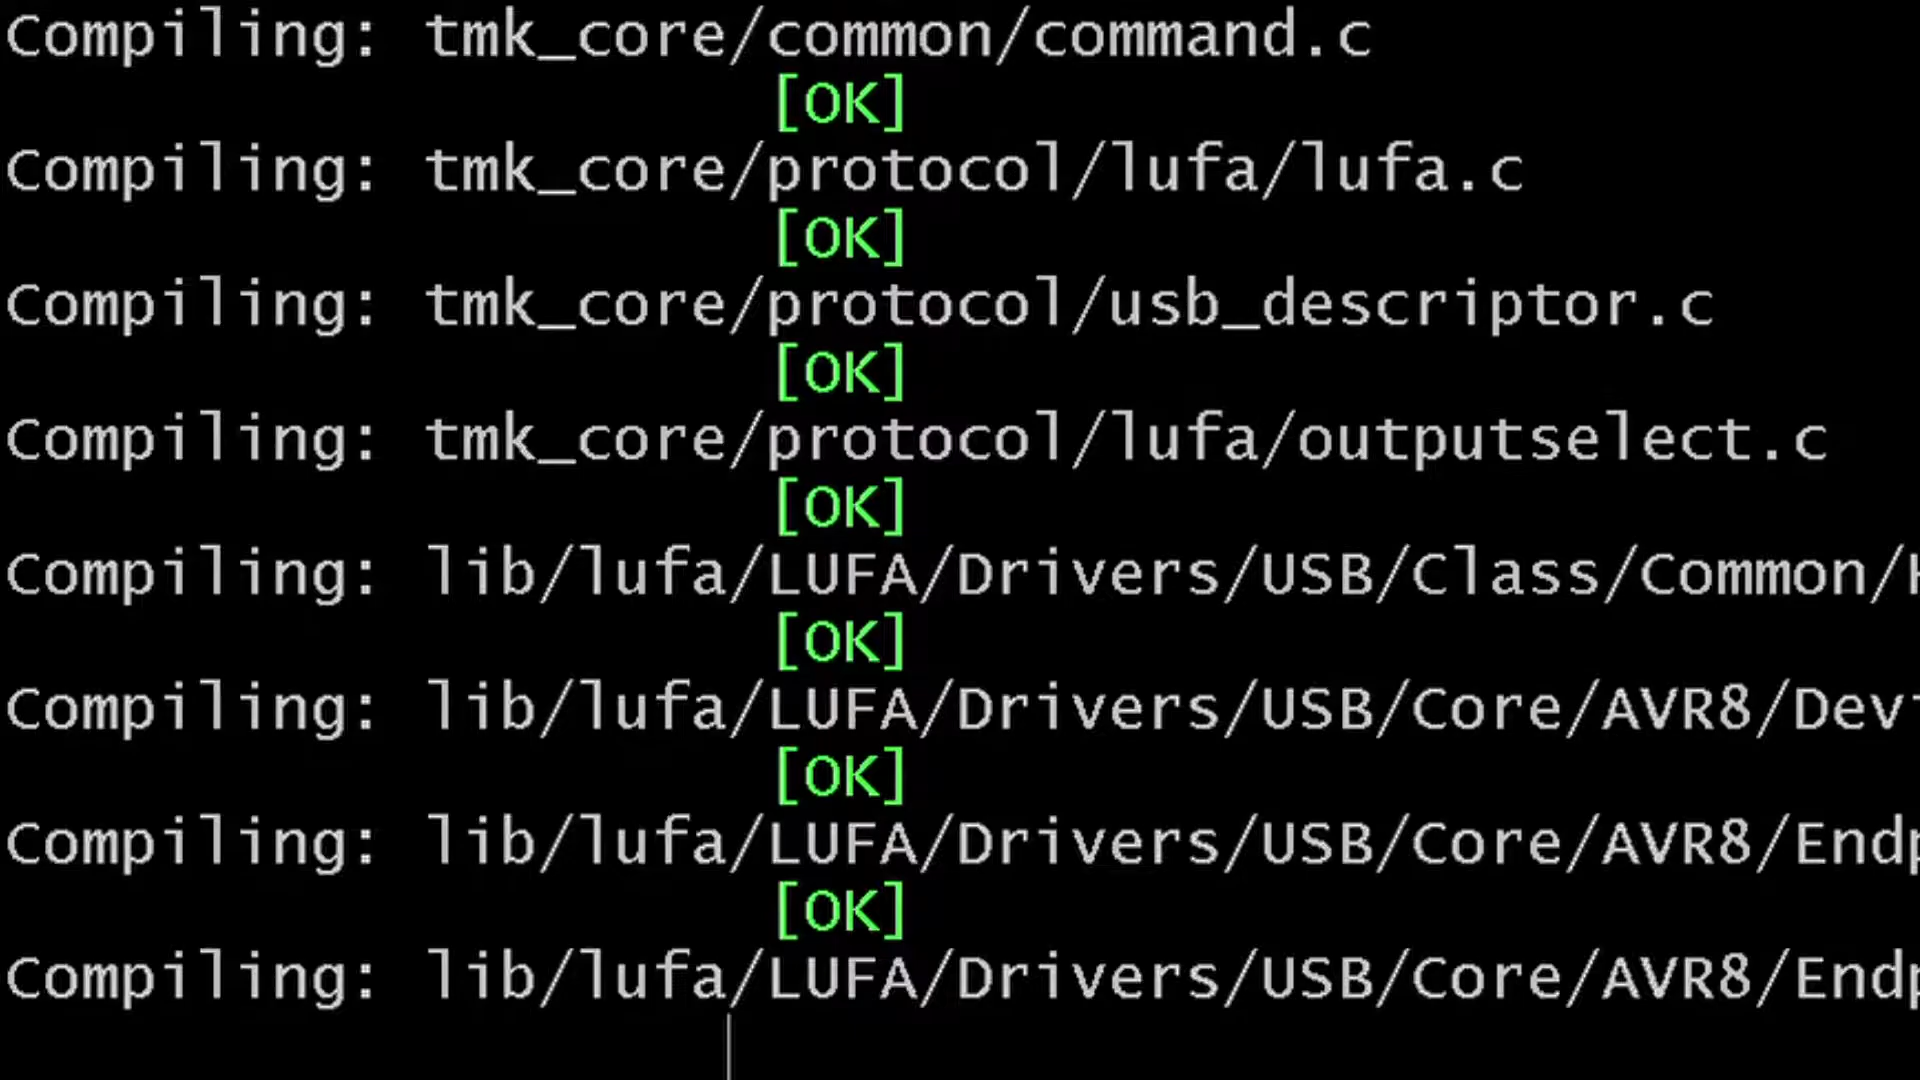 Compiling: tmk_core/common/command.c
[OK]
Compiling: tmk_core/protocol/lufa/lufa.c
[OK]
Compiling: tmk_core/protocol/usb_descriptor.c
[OK]
Compiling: tmk_core/protocol/lufa/outputselect.c
[OK]
Compiling: lib/lufa/LUFA/Drivers/USB/Class/Common/
[OK]
Compiling: lib/lufa/LUFA/Drivers/USB/Core/AVR8/Devi
[OK]
Compiling: lib/lufa/LUFA/Drivers/USB/Core/AVR8/Endp
[OK]
Compiling: lib/lufa/LUFA/Drivers/USB/Core/AVR8/Endp